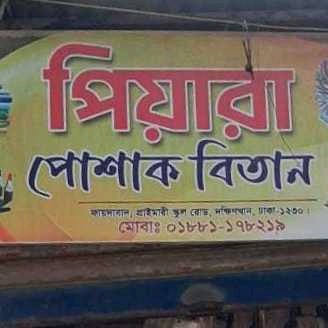 পিয়ারা
পোশাক বিতান
ফায়দাবাদ, প্রাইমারী স্কুল রোড, দক্ষিণখান, ঢাকা-১২৩০।
মোবাঃ ০১৮৮১-১৭৮২১৯